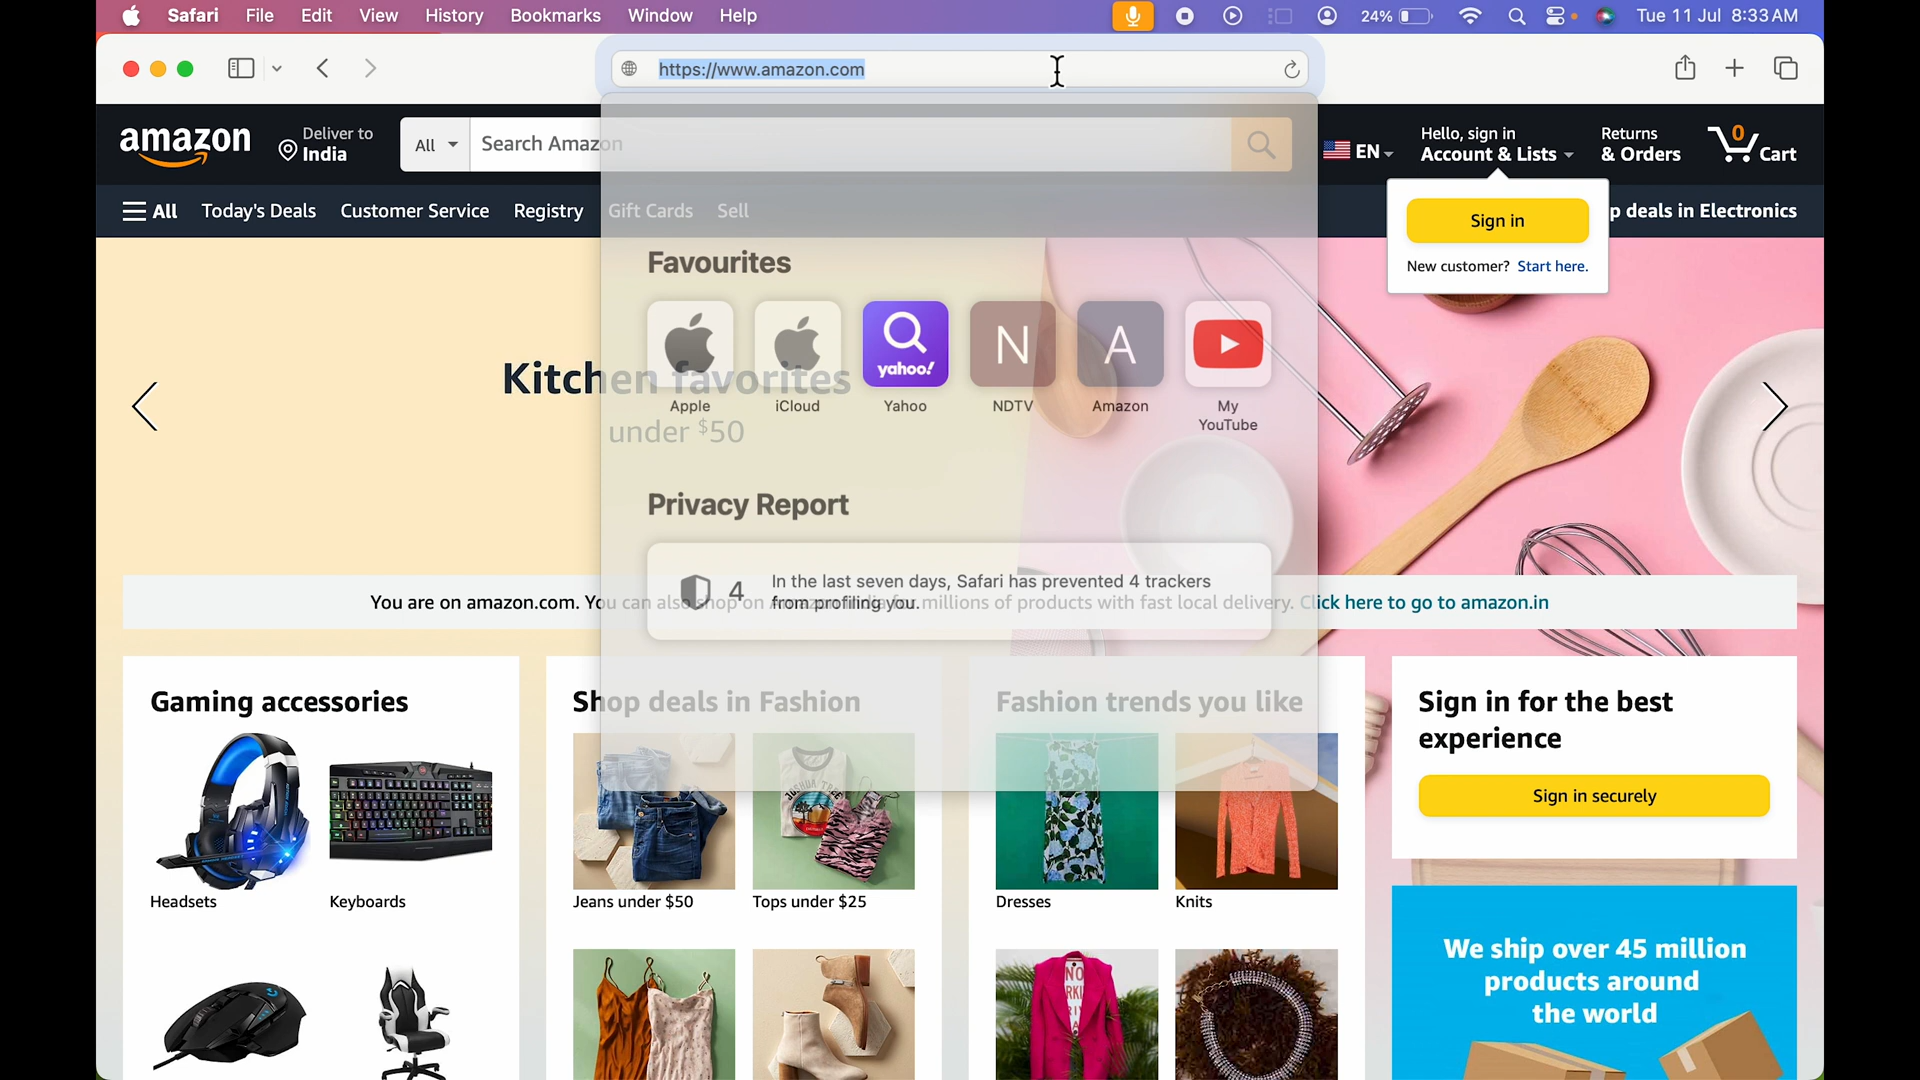 Safari File Edit View History Bookmarks Window Help 24% Tue 11 Jul 8:33 AM
https://www.amazon.com
amazon
Deliver to
India
All
Search Amazon
EN
Hello, sign in
Account & Lists
Returns
& Orders
0
Cart
All Today's Deals Customer Service Registry Gift Cards Sell
p deals in Electronics
Sign in
New customer? Start here.
Favourites
N
A
yahoo!
Apple iCloud Yahoo NDTV Amazon My
YouTube
Kitchen favorites
under $50
Privacy Report
4
In the last seven days, Safari has prevented 4 trackers
from profiling you.
You are on amazon.com. You can also shop on Amazon India for millions of products with fast local delivery. Click here to go to amazon.in
Gaming accessories
Headsets
Keyboards
Shop deals in Fashion
JOSHUA TREE
Jeans under $50
Tops under $25
Fashion trends you like
Dresses
Knits
Sign in for the best
experience
Sign in securely
We ship over 45 million
products around
the world